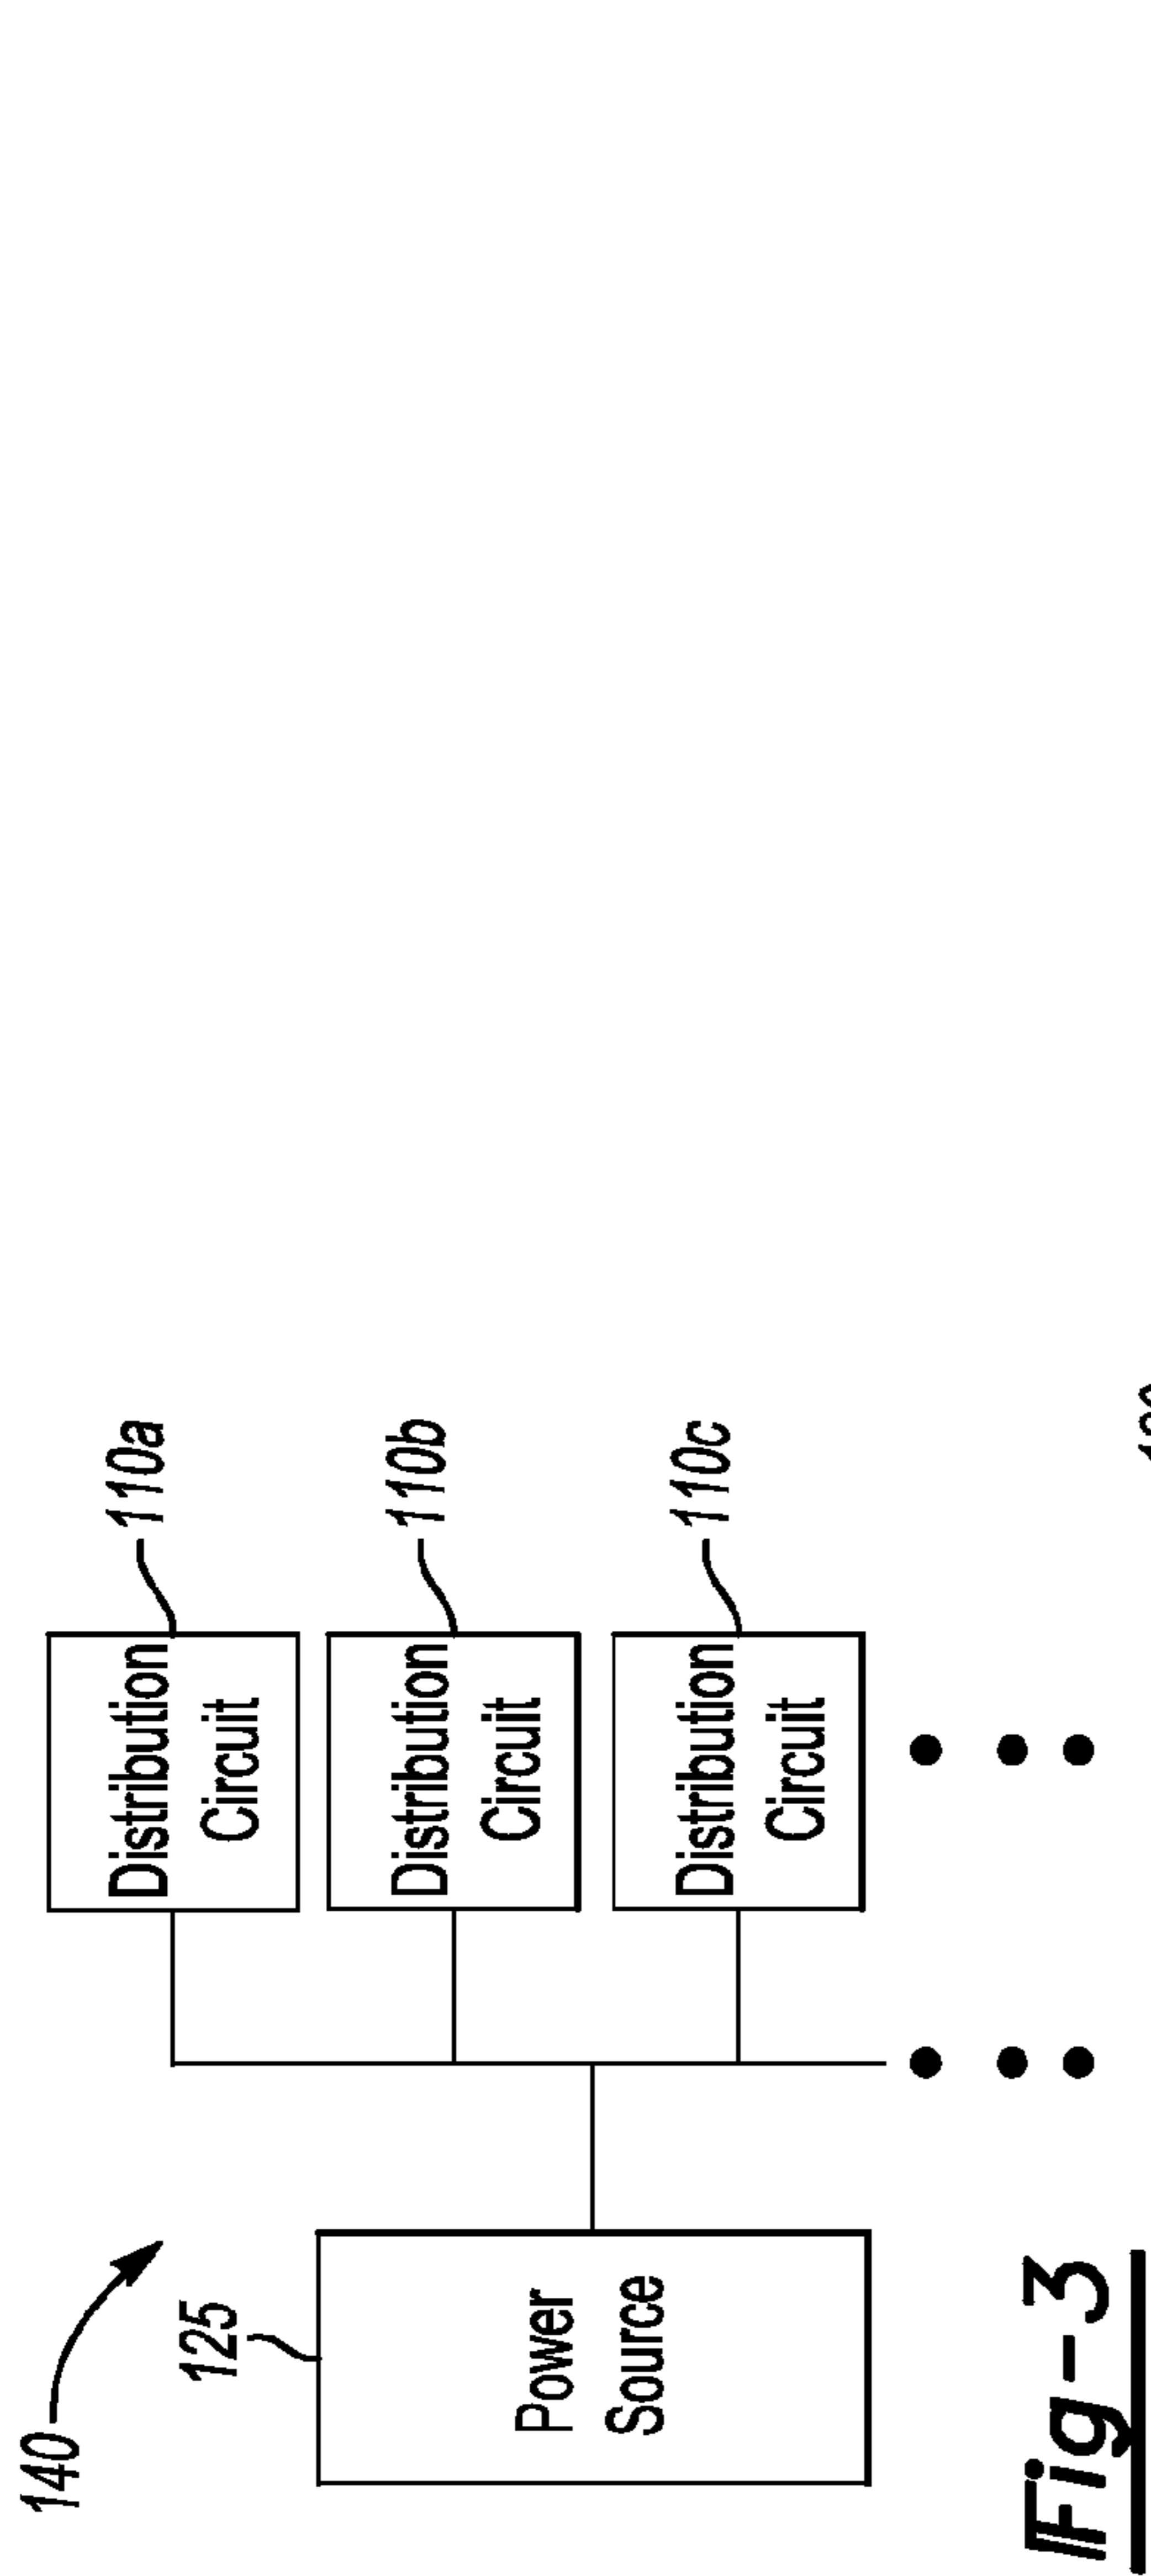 140
125
Power
Source
Distribution
Circuit
110a
Distribution
Circuit
110b
Distribution
Circuit
110c
Fig-3